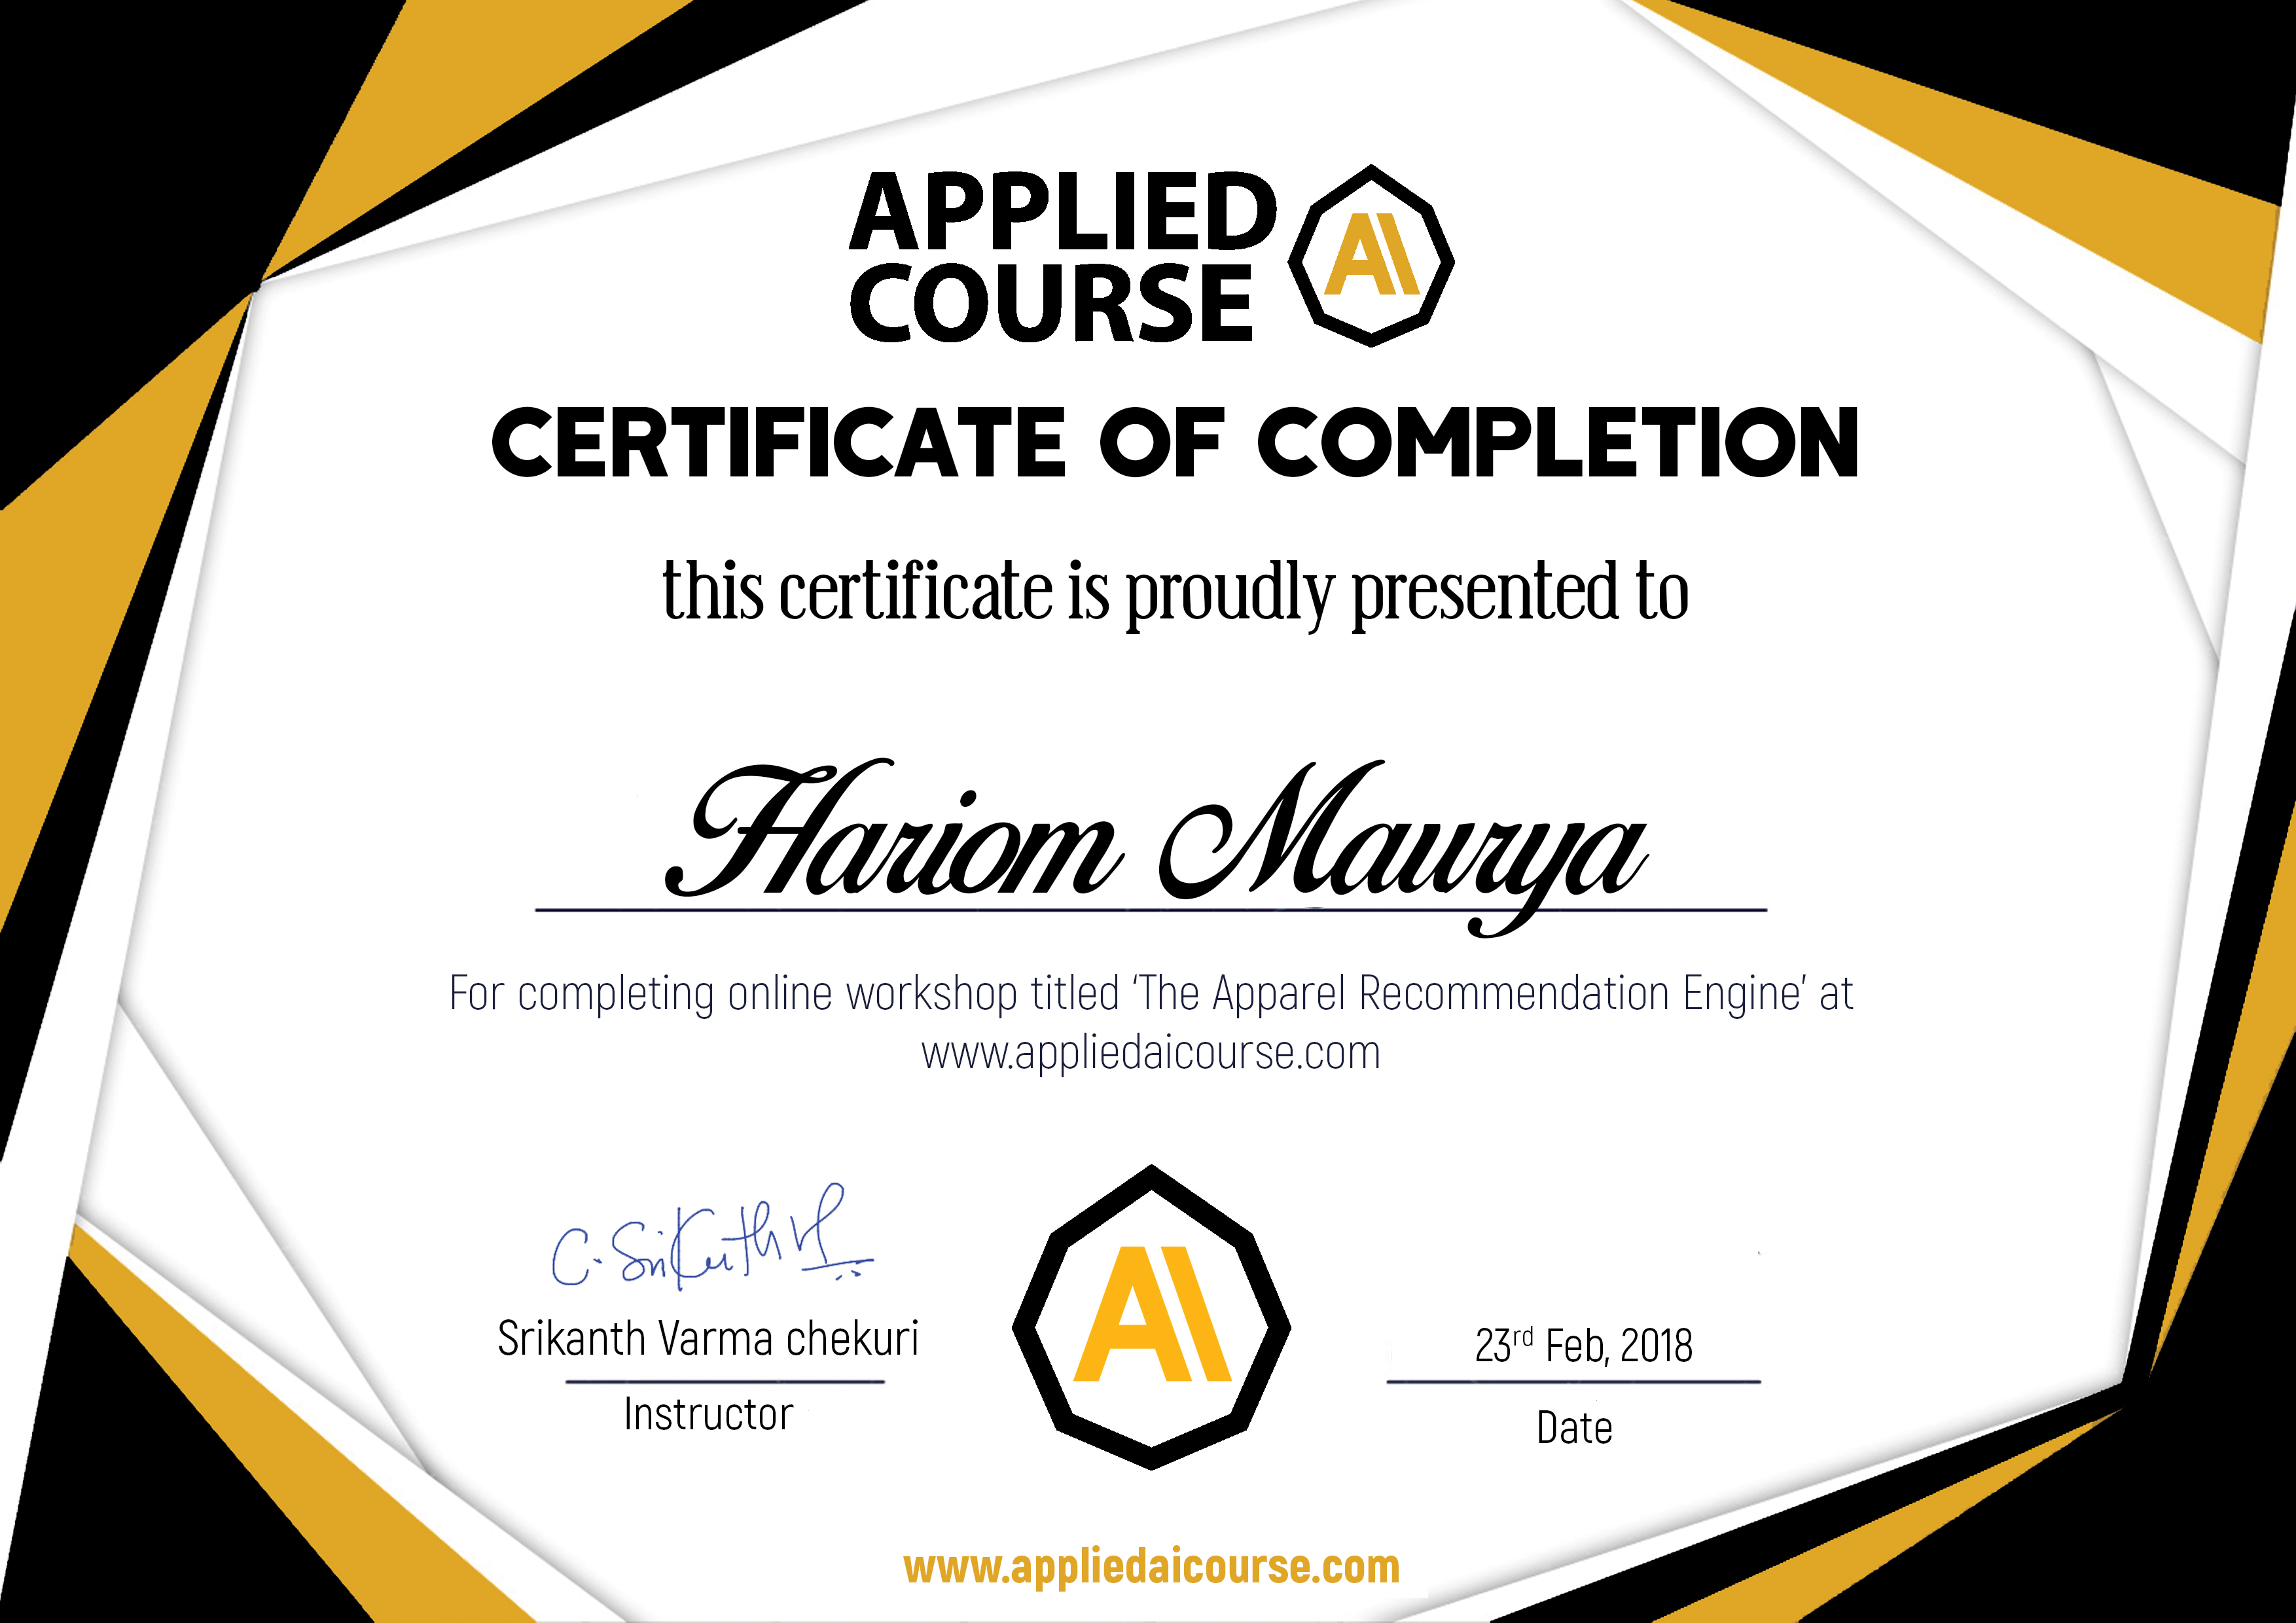 APPLIED
COURSE
AI
CERTIFICATE OF COMPLETION
this certificate is proudly presented to
Hariom Maurya
For completing online workshop titled ‘The Apparel Recommendation Engine’ at
www.appliedaicourse.com
C. Srikanth V
Srikanth Varma chekuri
Instructor
AI
23rd Feb, 2018
Date
www.appliedaicourse.com